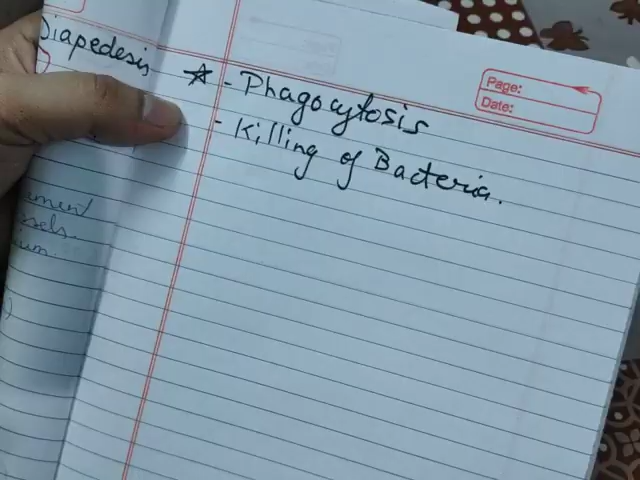 Diapedesis
☆ - Phagocytosis
- Killing of Bacteria.
Page:
Date: